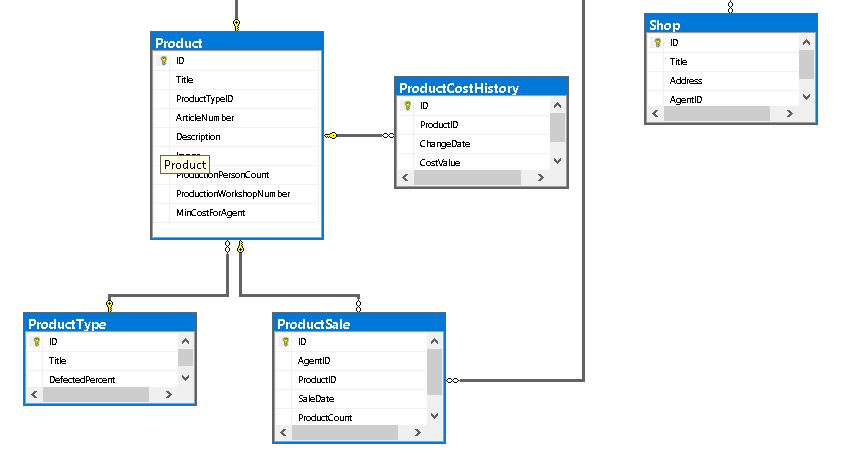 Product
ID
Title
ProductTypeID
ArticleNumber
Description
Product
ProductionPersonCount
ProductionWorkshopNumber
MinCostForAgent
ProductCostHistory
ID
ProductID
ChangeDate
CostValue
Shop
ID
Title
Address
AgentID
ProductType
ID
Title
DefectedPercent
ProductSale
ID
AgentID
ProductID
SaleDate
ProductCount